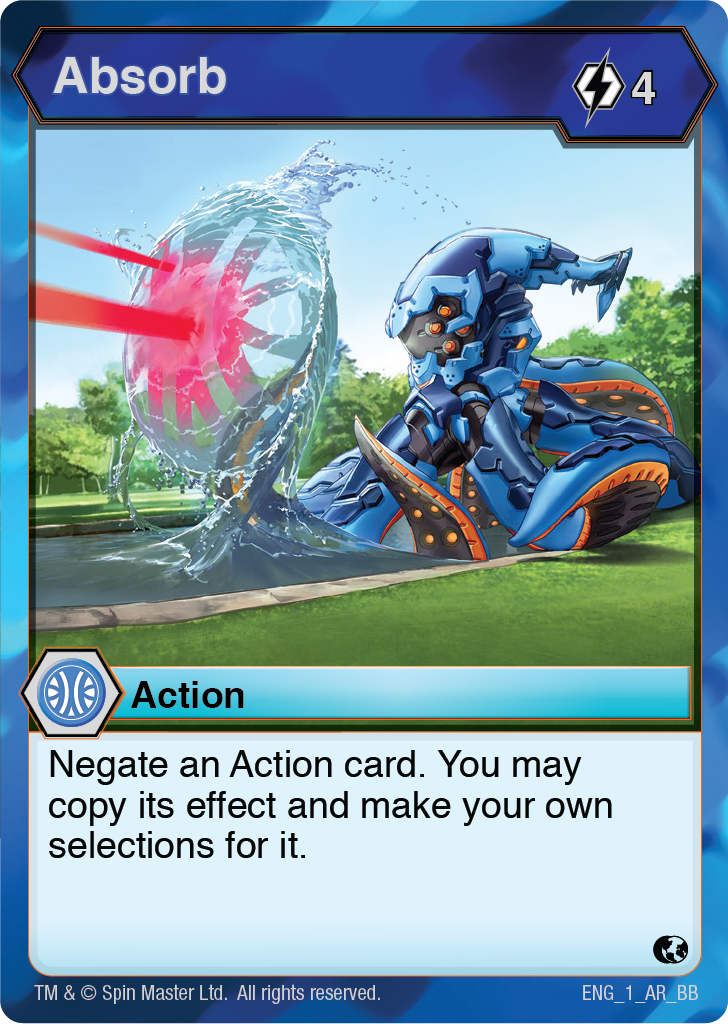 Absorb
4
Action
Negate an Action card. You may
copy its effect and make your own
selections for it.
TM & © Spin Master Ltd. All rights reserved.
ENG_1_AR_BB